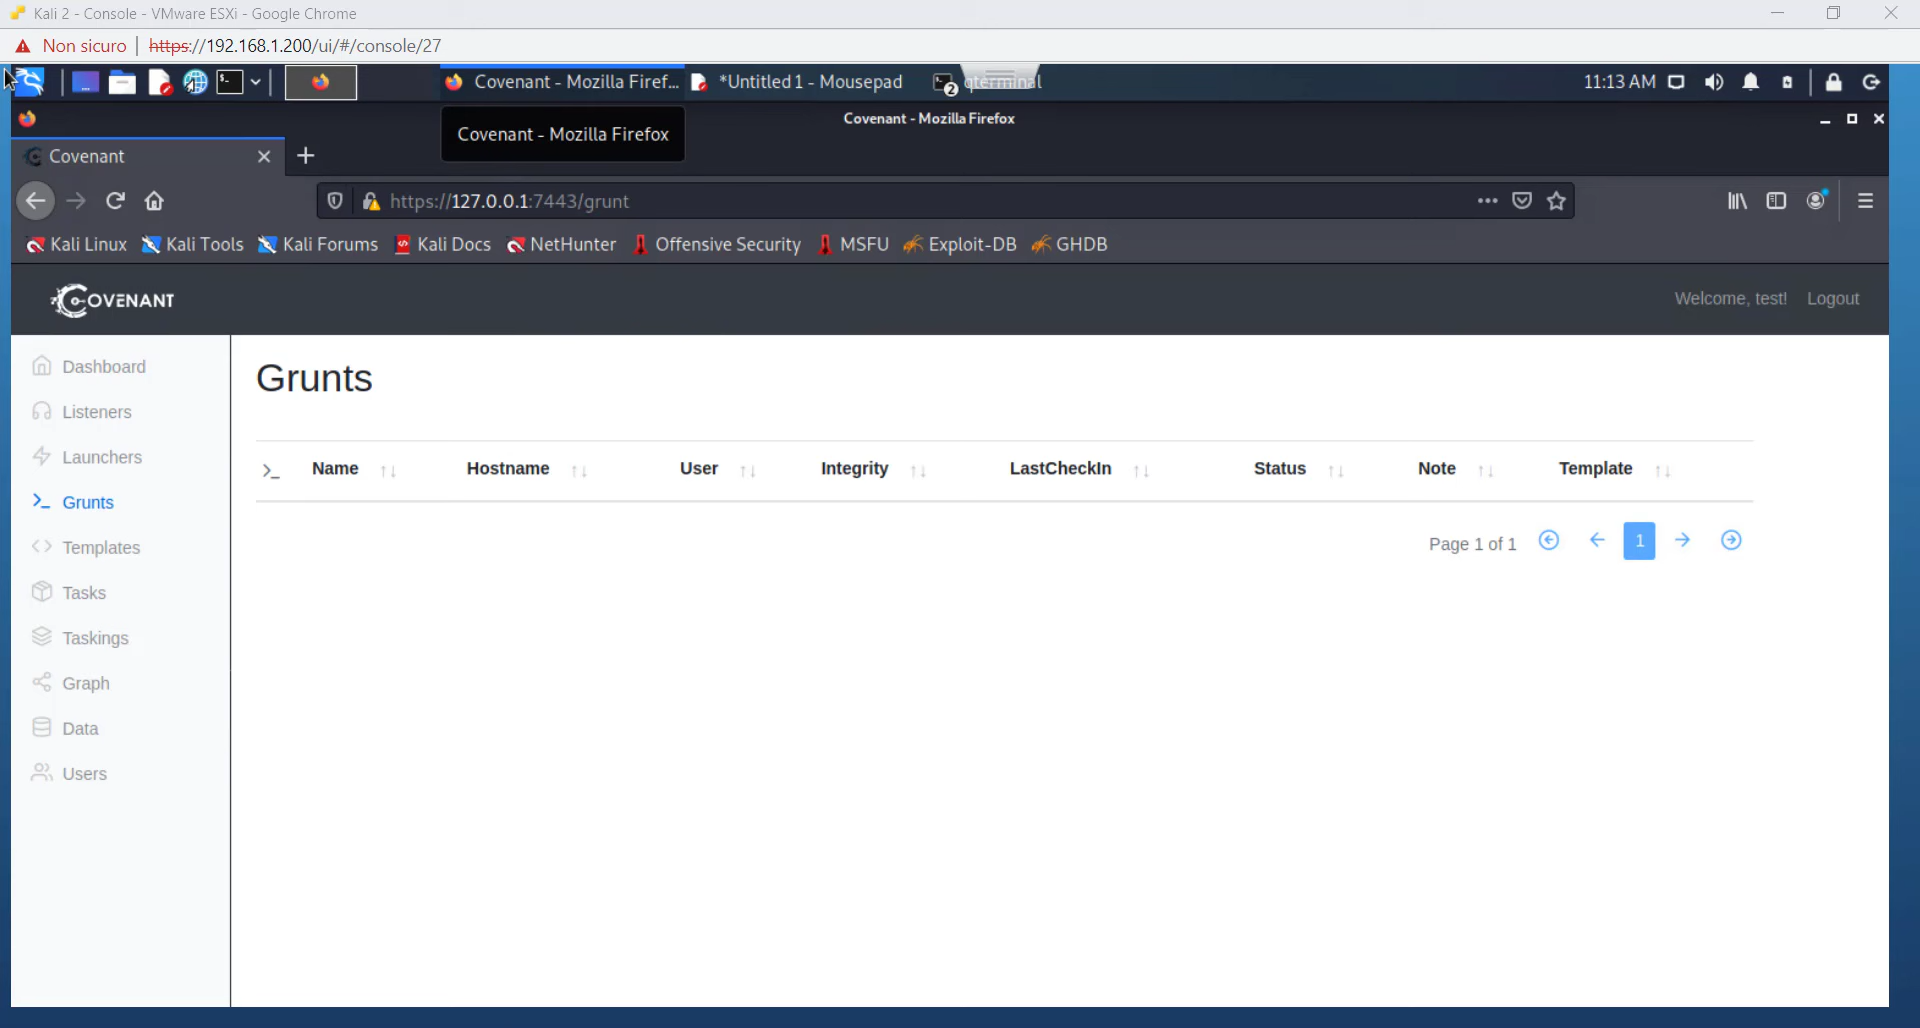 Kali 2 - Console - VMware ESXi - Google Chrome
Non sicuro | https://192.168.1.200/ui/#/console/27
Covenant - Mozilla Firef... *Untitled 1 - Mousepad 2 qterminal 11:13 AM
Covenant - Mozilla Firefox
Covenant - Mozilla Firefox
Covenant
https://127.0.0.1:7443/grunt
Kali Linux Kali Tools Kali Forums Kali Docs NetHunter Offensive Security MSFU Exploit-DB GHDB
COVENANT Welcome, test! Logout
Dashboard
Listeners
Launchers
Grunts
Templates
Tasks
Taskings
Graph
Data
Users
Grunts
Name Hostname User Integrity LastCheckIn Status Note Template
Page 1 of 1 1